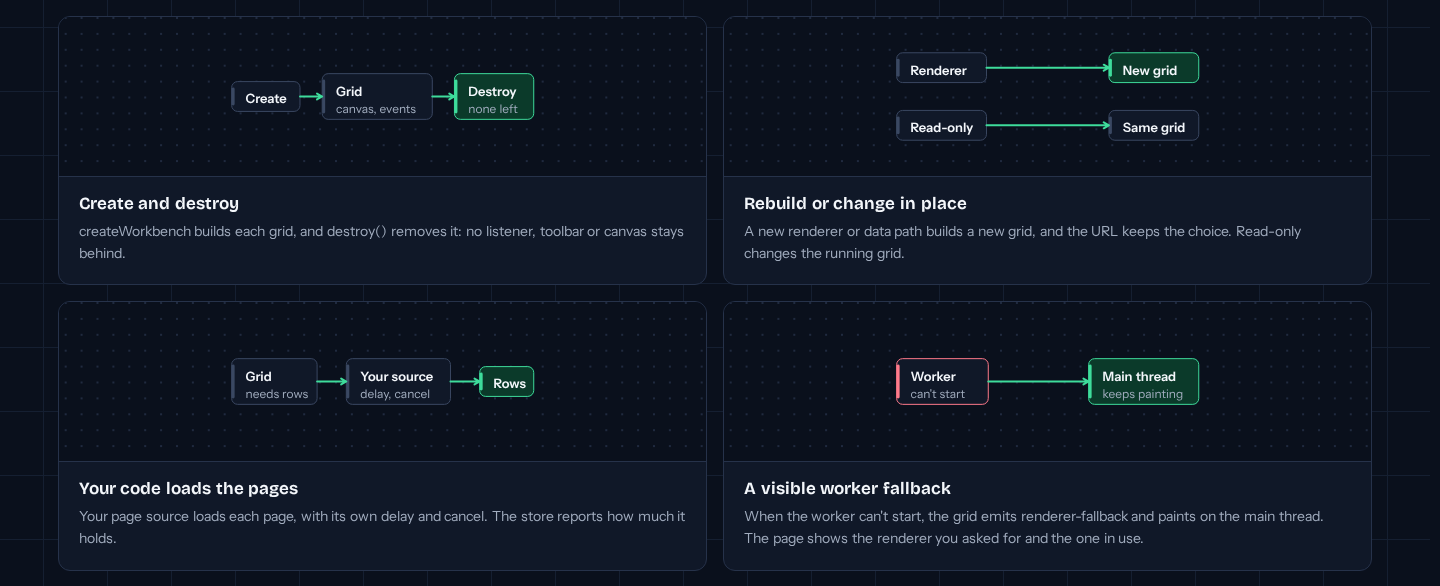 Create
Grid
canvas, events
Destroy
none left
Create and destroy
createWorkbench builds each grid, and destroy() removes it: no listener, toolbar or canvas stays
behind.
Renderer
New grid
Read-only
Same grid
Rebuild or change in place
A new renderer or data path builds a new grid, and the URL keeps the choice. Read-only
changes the running grid.
Grid
needs rows
Your source
delay, cancel
Rows
Your code loads the pages
Your page source loads each page, with its own delay and cancel. The store reports how much it
holds.
Worker
can't start
Main thread
keeps painting
A visible worker fallback
When the worker can't start, the grid emits renderer-fallback and paints on the main thread.
The page shows the renderer you asked for and the one in use.